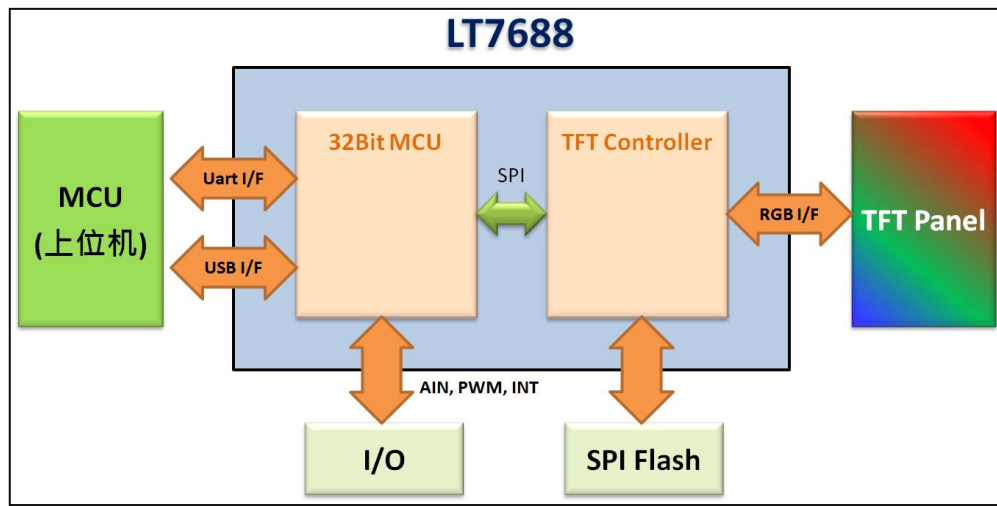 LT7688
MCU
(上位机)
Uart I/F
USB I/F
32Bit MCU
SPI
TFT Controller
RGB I/F
TFT Panel
AIN, PWM, INT
I/O
SPI Flash